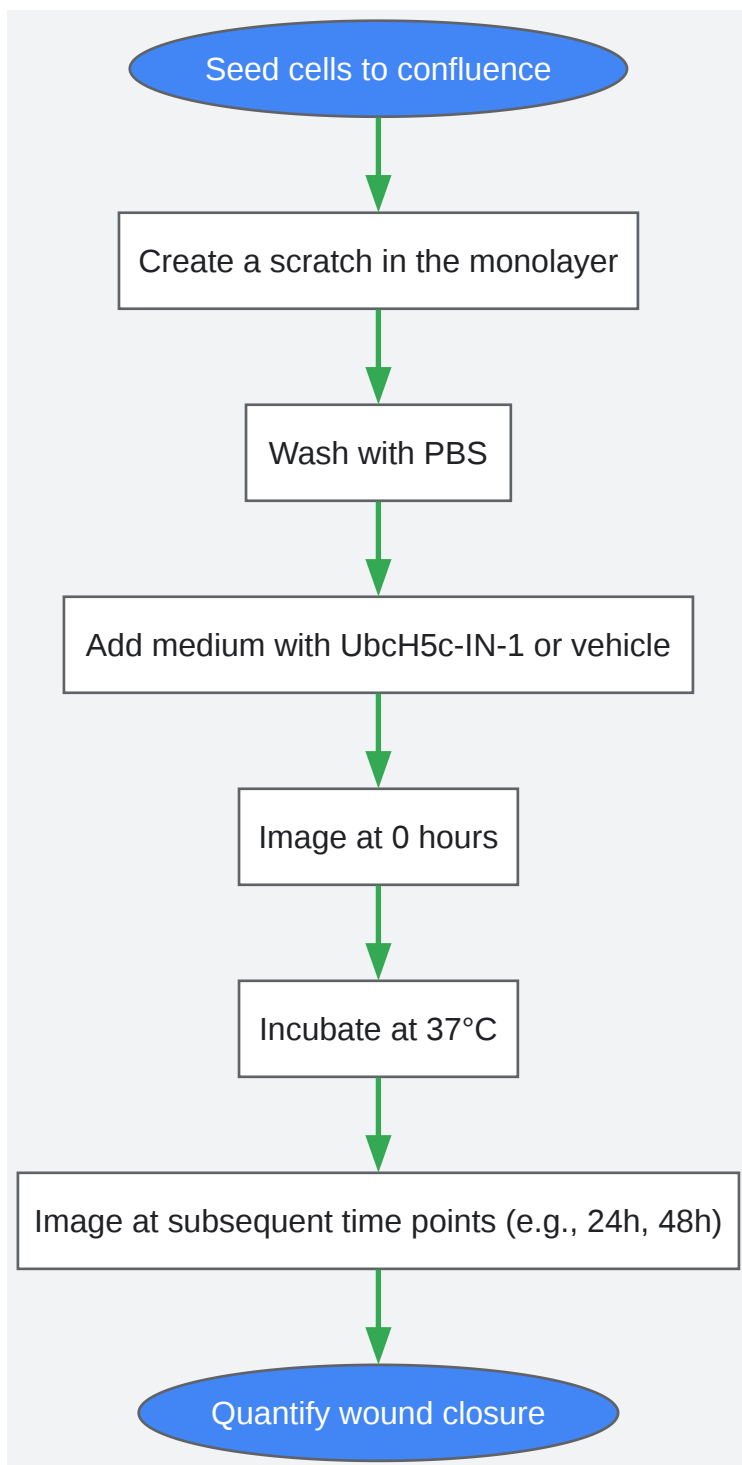 Seed cells to confluence
Create a scratch in the monolayer
Wash with PBS
Add medium with UbcH5c-IN-1 or vehicle
Image at 0 hours
Incubate at 37°C
Image at subsequent time points (e.g., 24h, 48h)
Quantify wound closure